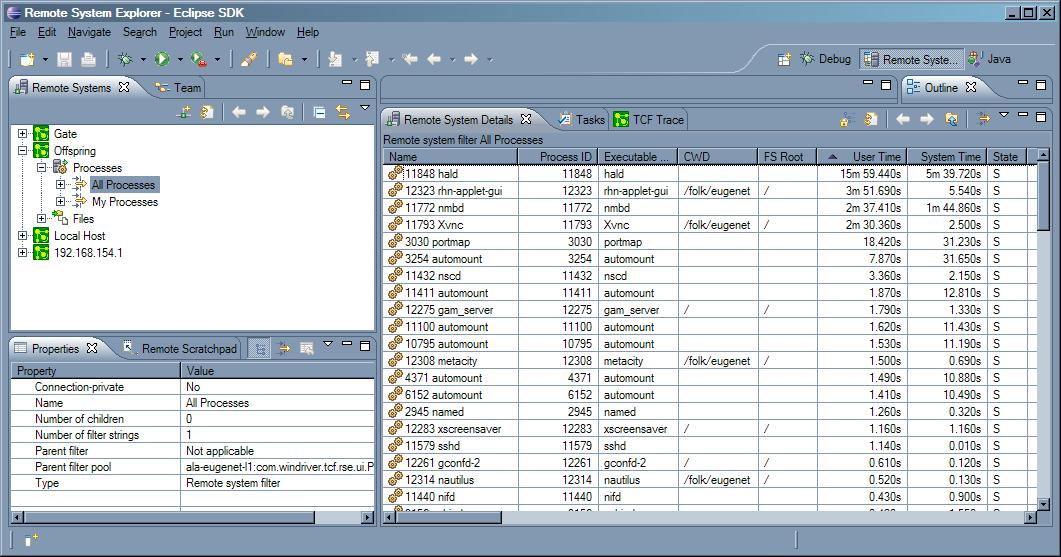 Remote System Explorer - Eclipse SDK
File Edit Navigate Search Project Run Window Help
Debug Remote Syste... Java
Remote Systems Team
Gate
Offspring
Processes
All Processes
My Processes
Files
Local Host
192.168.154.1
Properties Remote Scratchpad
Property Value
Connection-private No
Name All Processes
Number of children 0
Number of filter strings 1
Parent filter Not applicable
Parent filter pool ala-eugenet-l1:com.windriver.tcf.rse.ui.P
Type Remote system filter
Outline
Remote System Details Tasks TCF Trace
Remote system filter All Processes
Name Process ID Executable ... CWD FS Root User Time System Time State
11848 hald 11848 hald 15m 59.440s 5m 39.720s S
12323 rhn-applet-gui 12323 rhn-applet-gui /folk/eugenet / 3m 51.690s 5.540s S
11772 nmbd 11772 nmbd 2m 37.410s 1m 44.860s S
11793 Xvnc 11793 Xvnc /folk/eugenet / 2m 30.360s 2.500s S
3030 portmap 3030 portmap 18.420s 31.230s S
3254 automount 3254 automount 7.870s 31.650s S
11432 nscd 11432 nscd 3.360s 2.150s S
11411 automount 11411 automount 1.870s 12.810s S
12275 gam_server 12275 gam_server / / 1.790s 1.330s S
11100 automount 11100 automount 1.620s 11.430s S
10795 automount 10795 automount 1.530s 11.190s S
12308 metacity 12308 metacity /folk/eugenet / 1.500s 0.690s S
4371 automount 4371 automount 1.490s 10.880s S
6152 automount 6152 automount 1.410s 10.490s S
2945 named 2945 named 1.260s 0.320s S
12283 xscreensaver 12283 xscreensaver / / 1.160s 1.160s S
11579 sshd 11579 sshd 1.140s 0.010s S
12261 gconfd-2 12261 gconfd-2 / / 0.610s 0.120s S
12314 nautilus 12314 nautilus /folk/eugenet / 0.520s 0.130s S
11440 nifd 11440 nifd 0.430s 0.900s S